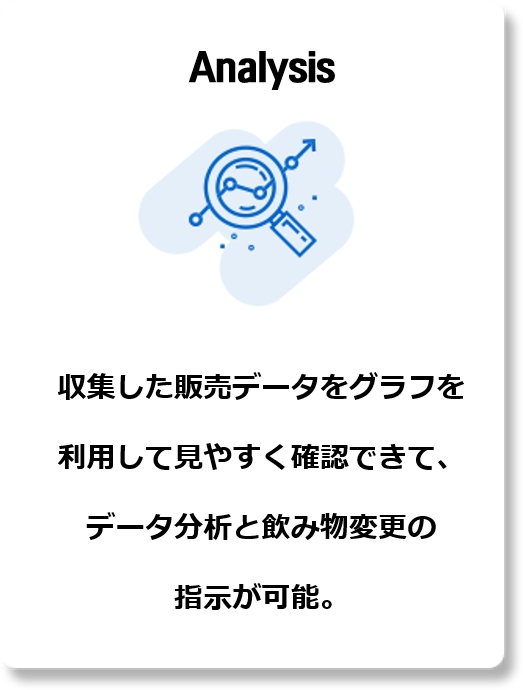 Analysis
収集した販売データをグラフを
利用して見やすく確認できて、
データ分析と飲み物変更の
指示が可能。